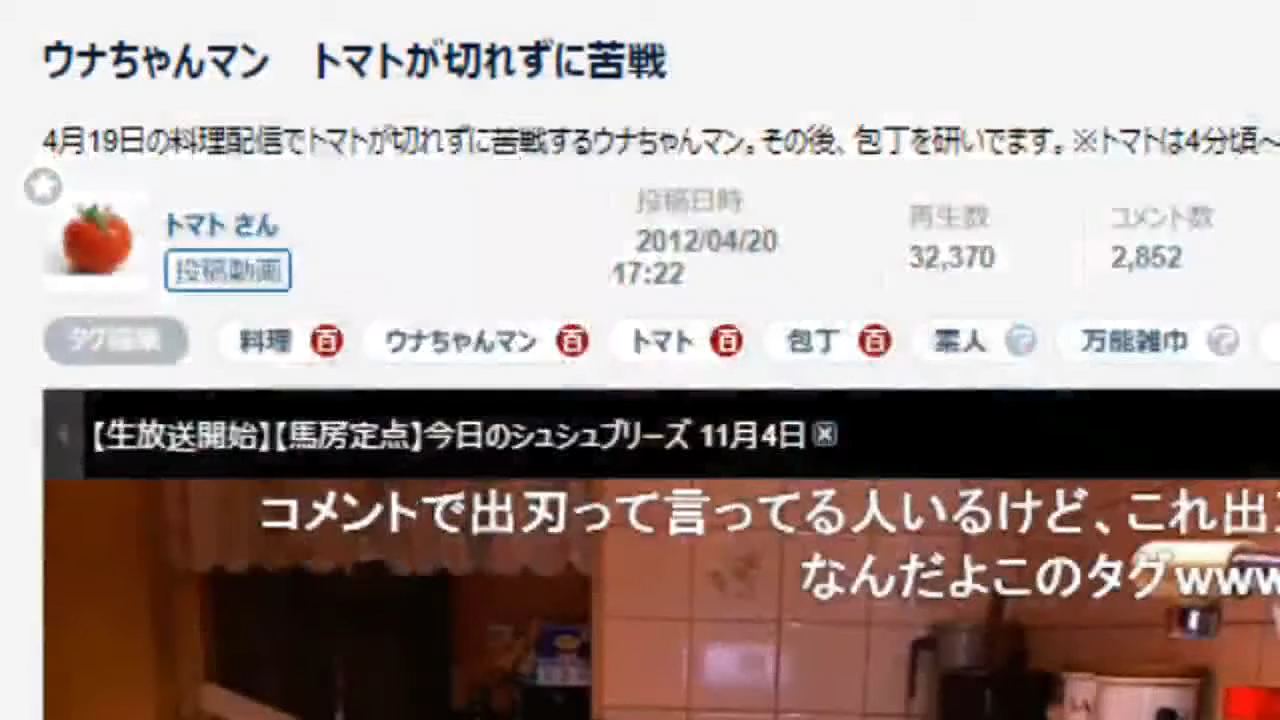 ウナちゃんマン　トマトが切れずに苦戦
4月19日の料理配信でトマトが切れずに苦戦するウナちゃんマン。その後、包丁を研いでます。※トマトは4分頃～
トマト さん
投稿動画
投稿日時
2012/04/20
17:22
再生数
32,370
コメント数
2,852
タグ編集 料理 百 ウナちゃんマン 百 トマト 百 包丁 百 素人 ? 万能雑巾 ?
【生放送開始】【馬房定点】今日のシュシュブリーズ 11月4日
コメントで出刃って言ってる人いるけど、これ出
なんだよこのタグwww